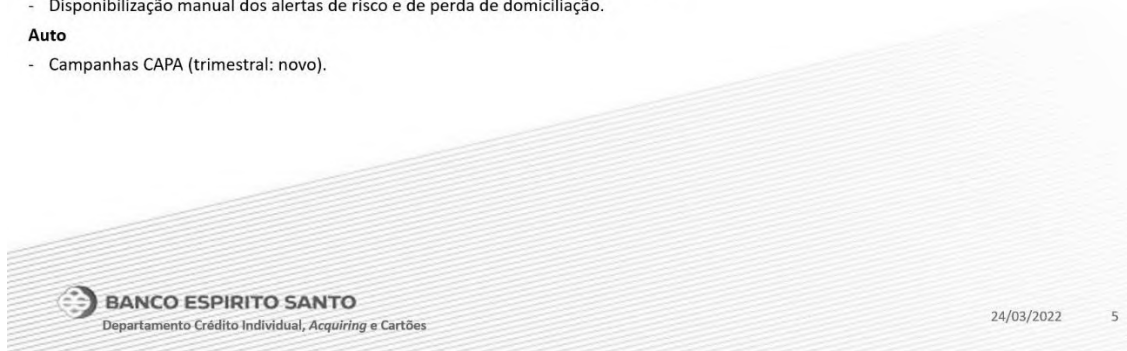 - Disponibilização manual dos alertas de risco e de perda de domiciliação.
Auto
- Campanhas CAPA (trimestral: novo).
BANCO ESPIRITO SANTO
Departamento Crédito Individual, Acquiring e Cartões
24/03/2022 5